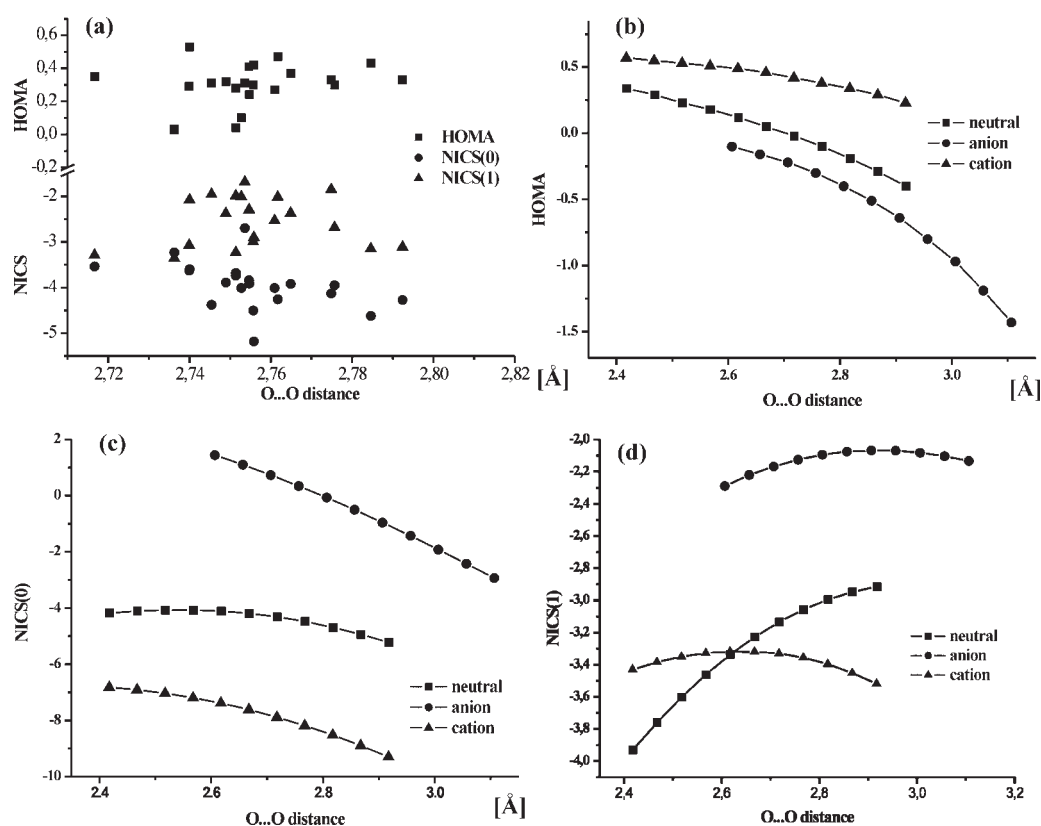 (a)
HOMA
0,6
0,4
0,2
0,0
-0,2
-2
-3
-4
-5
NICS
HOMA
NICS(0)
NICS(1)
2,72
2,74
2,76
2,78
2,80
2,82
O...O distance
[Å]
(b)
HOMA
0.5
0.0
-0.5
-1.0
-1.5
neutral
anion
cation
2.4
2.6
2.8
3.0
O...O distance
[Å]
(c)
NICS(0)
2
0
-2
-4
-6
-8
-10
neutral
anion
cation
2.4
2.6
2.8
3.0
O...O distance
[Å]
(d)
NICS(1)
-2,0
-2,2
-2,4
-2,6
-2,8
-3,0
-3,2
-3,4
-3,6
-3,8
-4,0
neutral
anion
cation
2,4
2,6
2,8
3,0
3,2
O...O distance